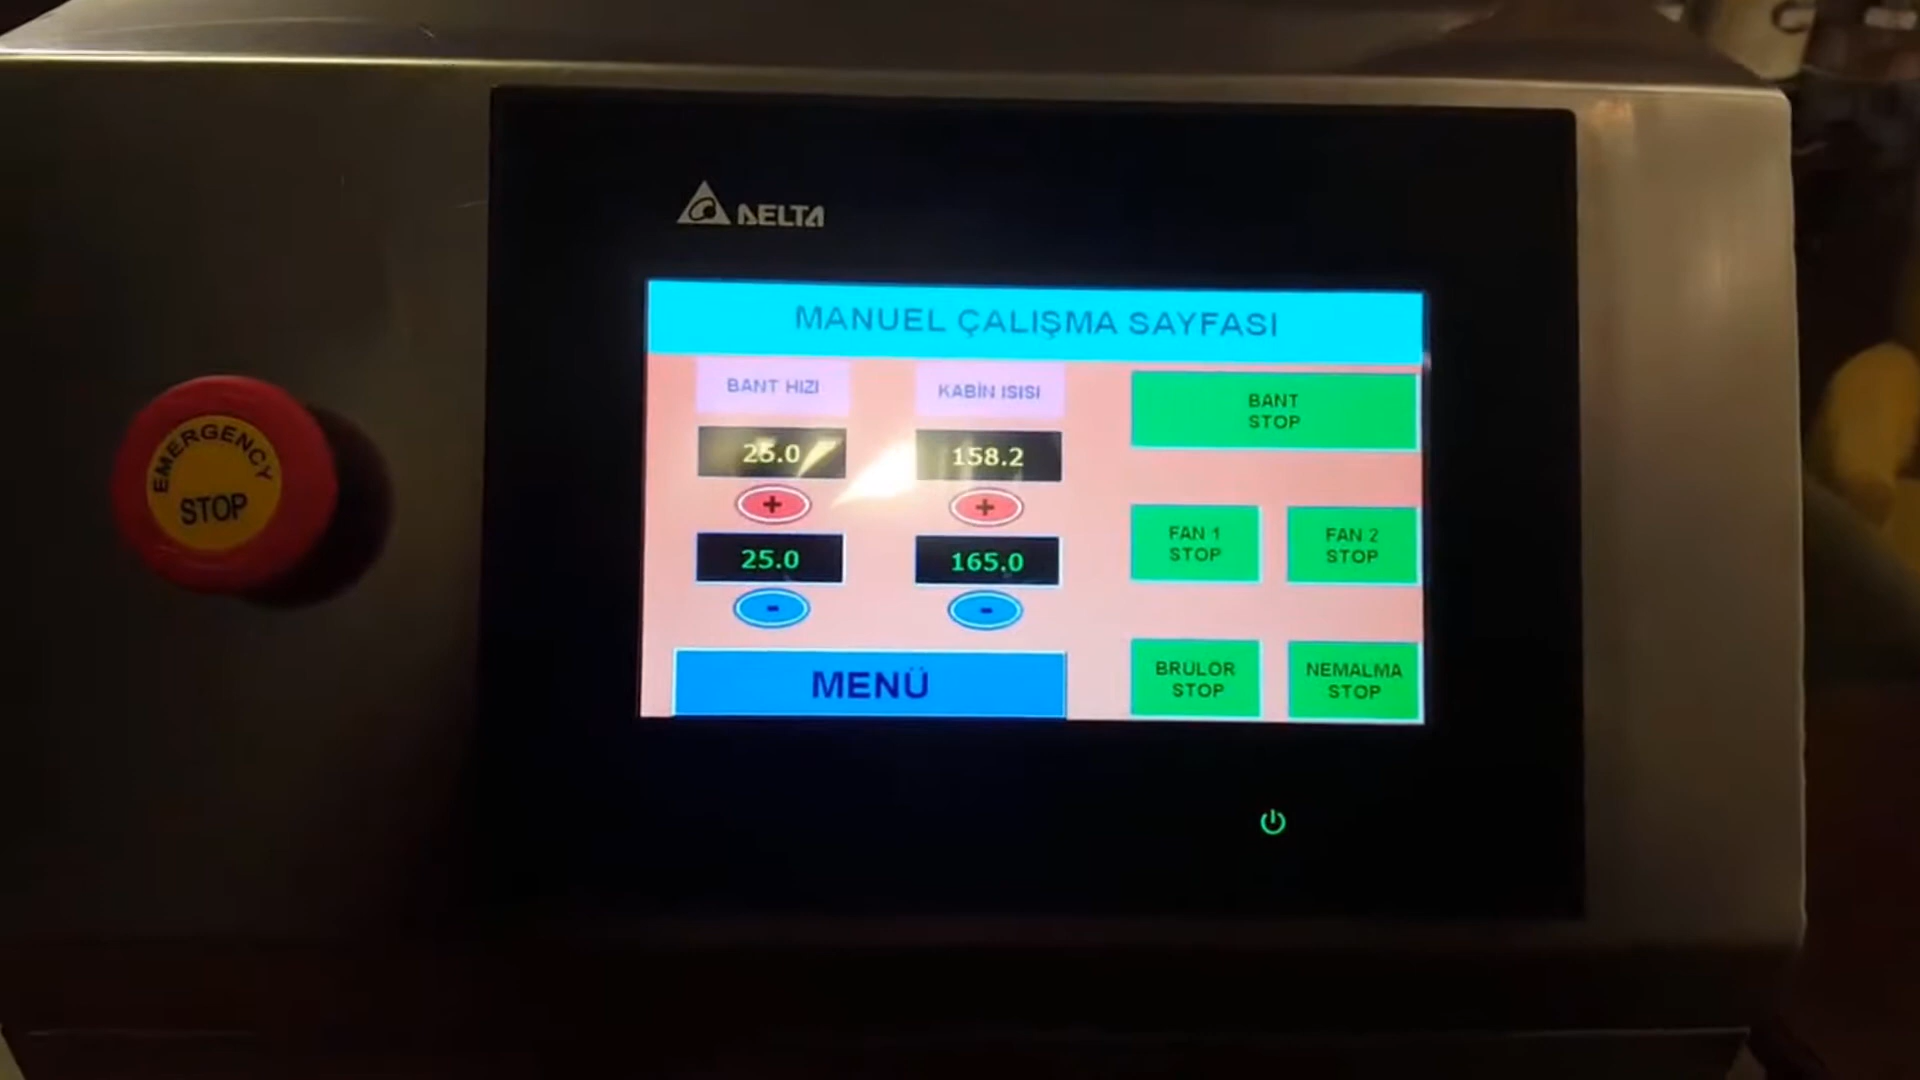 DELTA
MANUEL ÇALIŞMA SAYFASI
BANT HIZI
KABİN ISISI
BANT
STOP
25.0
158.2
+
+
FAN 1
STOP
FAN 2
STOP
25.0
165.0
-
-
MENÜ
BRULOR
STOP
NEMALMA
STOP
EMERGENCY
STOP